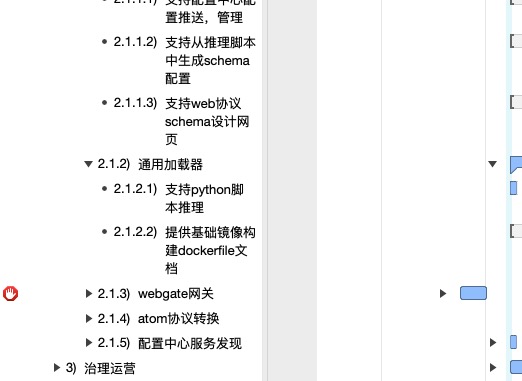 2.1.1.1) 支持配置中心配
置推送，管理
2.1.1.2) 支持从推理脚本
中生成schema
配置
2.1.1.3) 支持web协议
schema设计网
页
2.1.2) 通用加载器
2.1.2.1) 支持python脚
本推理
2.1.2.2) 提供基础镜像构
建dockerfile文
档
2.1.3) webgate网关
2.1.4) atom协议转换
2.1.5) 配置中心服务发现
3) 治理运营